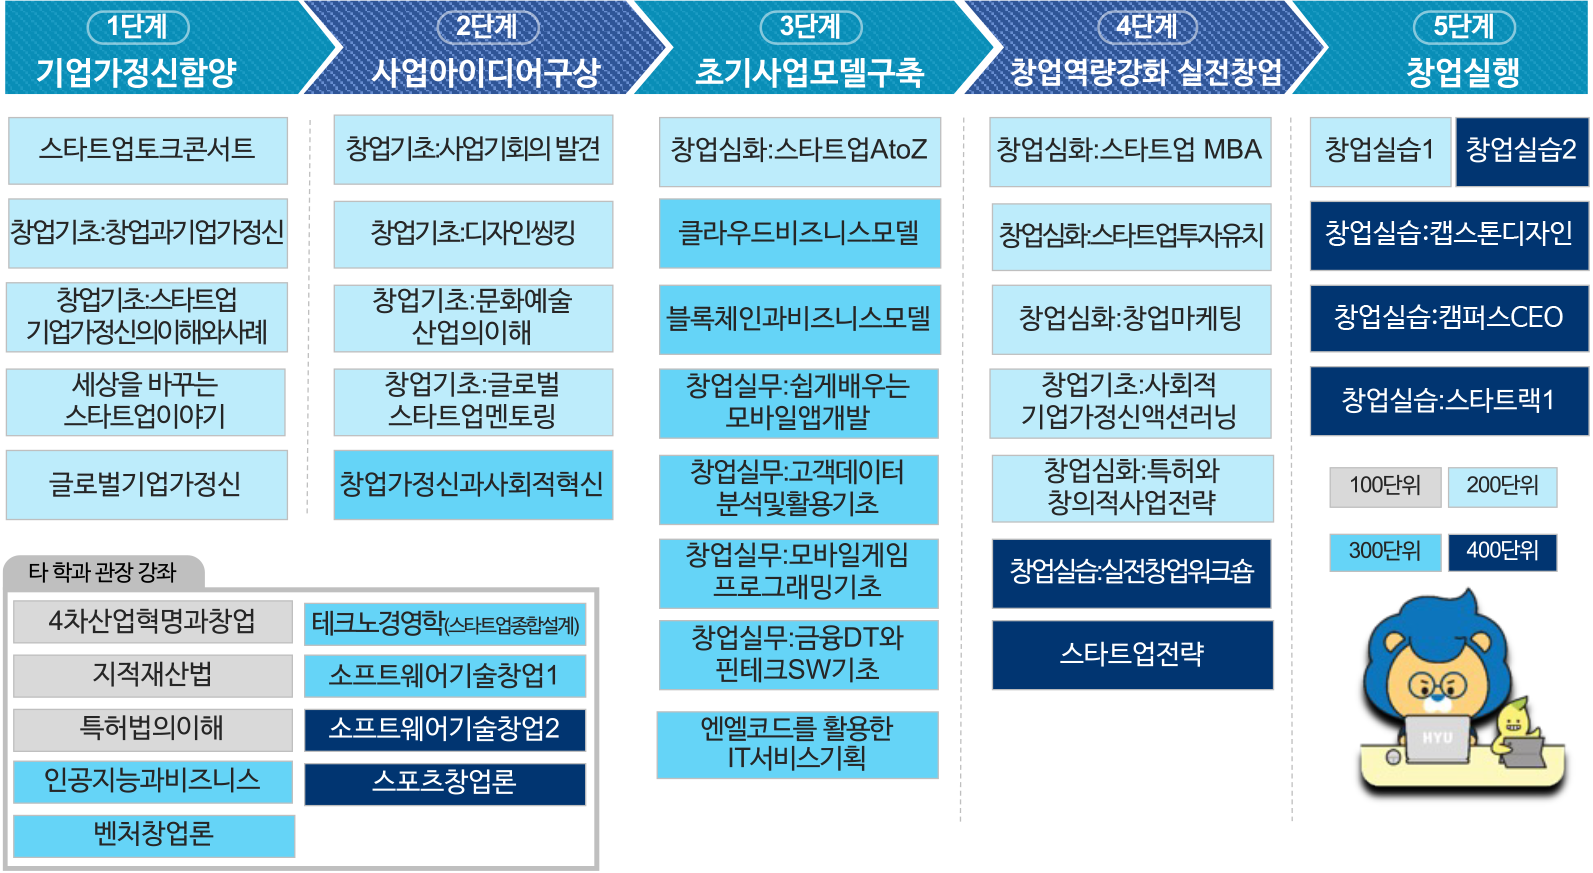 1단계
기업가정신함양
2단계
사업아이디어구상
3단계
초기사업모델구축
4단계
창업역량강화 실전창업
5단계
창업실행
스타트업토크콘서트
창업기초:창업과기업가정신
창업기초:스타트업
기업가정신의이해와사례
세상을 바꾸는
스타트업이야기
글로벌기업가정신
창업기초:사업기회의 발견
창업기초:디자인씽킹
창업기초:문화예술
산업의이해
창업기초:글로벌
스타트업멘토링
창업가정신과사회적혁신
창업심화:스타트업AtoZ
클라우드비즈니스모델
블록체인과비즈니스모델
창업실무:쉽게배우는
모바일앱개발
창업실무:고객데이터
분석및활용기초
창업실무:모바일게임
프로그래밍기초
창업실무:금융DT와
핀테크SW기초
엔엘코드를 활용한
IT서비스기획
창업심화:스타트업 MBA
창업심화:스타트업투자유치
창업심화:창업마케팅
창업기초:사회적
기업가정신액션러닝
창업심화:특허와
창의적사업전략
창업실습:실전창업워크숍
스타트업전략
창업실습1
창업실습2
창업실습:캡스톤디자인
창업실습:캠퍼스CEO
창업실습:스타트랙1
100단위
200단위
300단위
400단위
타 학과 관장 강좌
4차산업혁명과창업
지적재산법
특허법의이해
인공지능과비즈니스
벤처창업론
테크노경영학(스타트업종합설계)
소프트웨어기술창업1
소프트웨어기술창업2
스포츠창업론
HYU